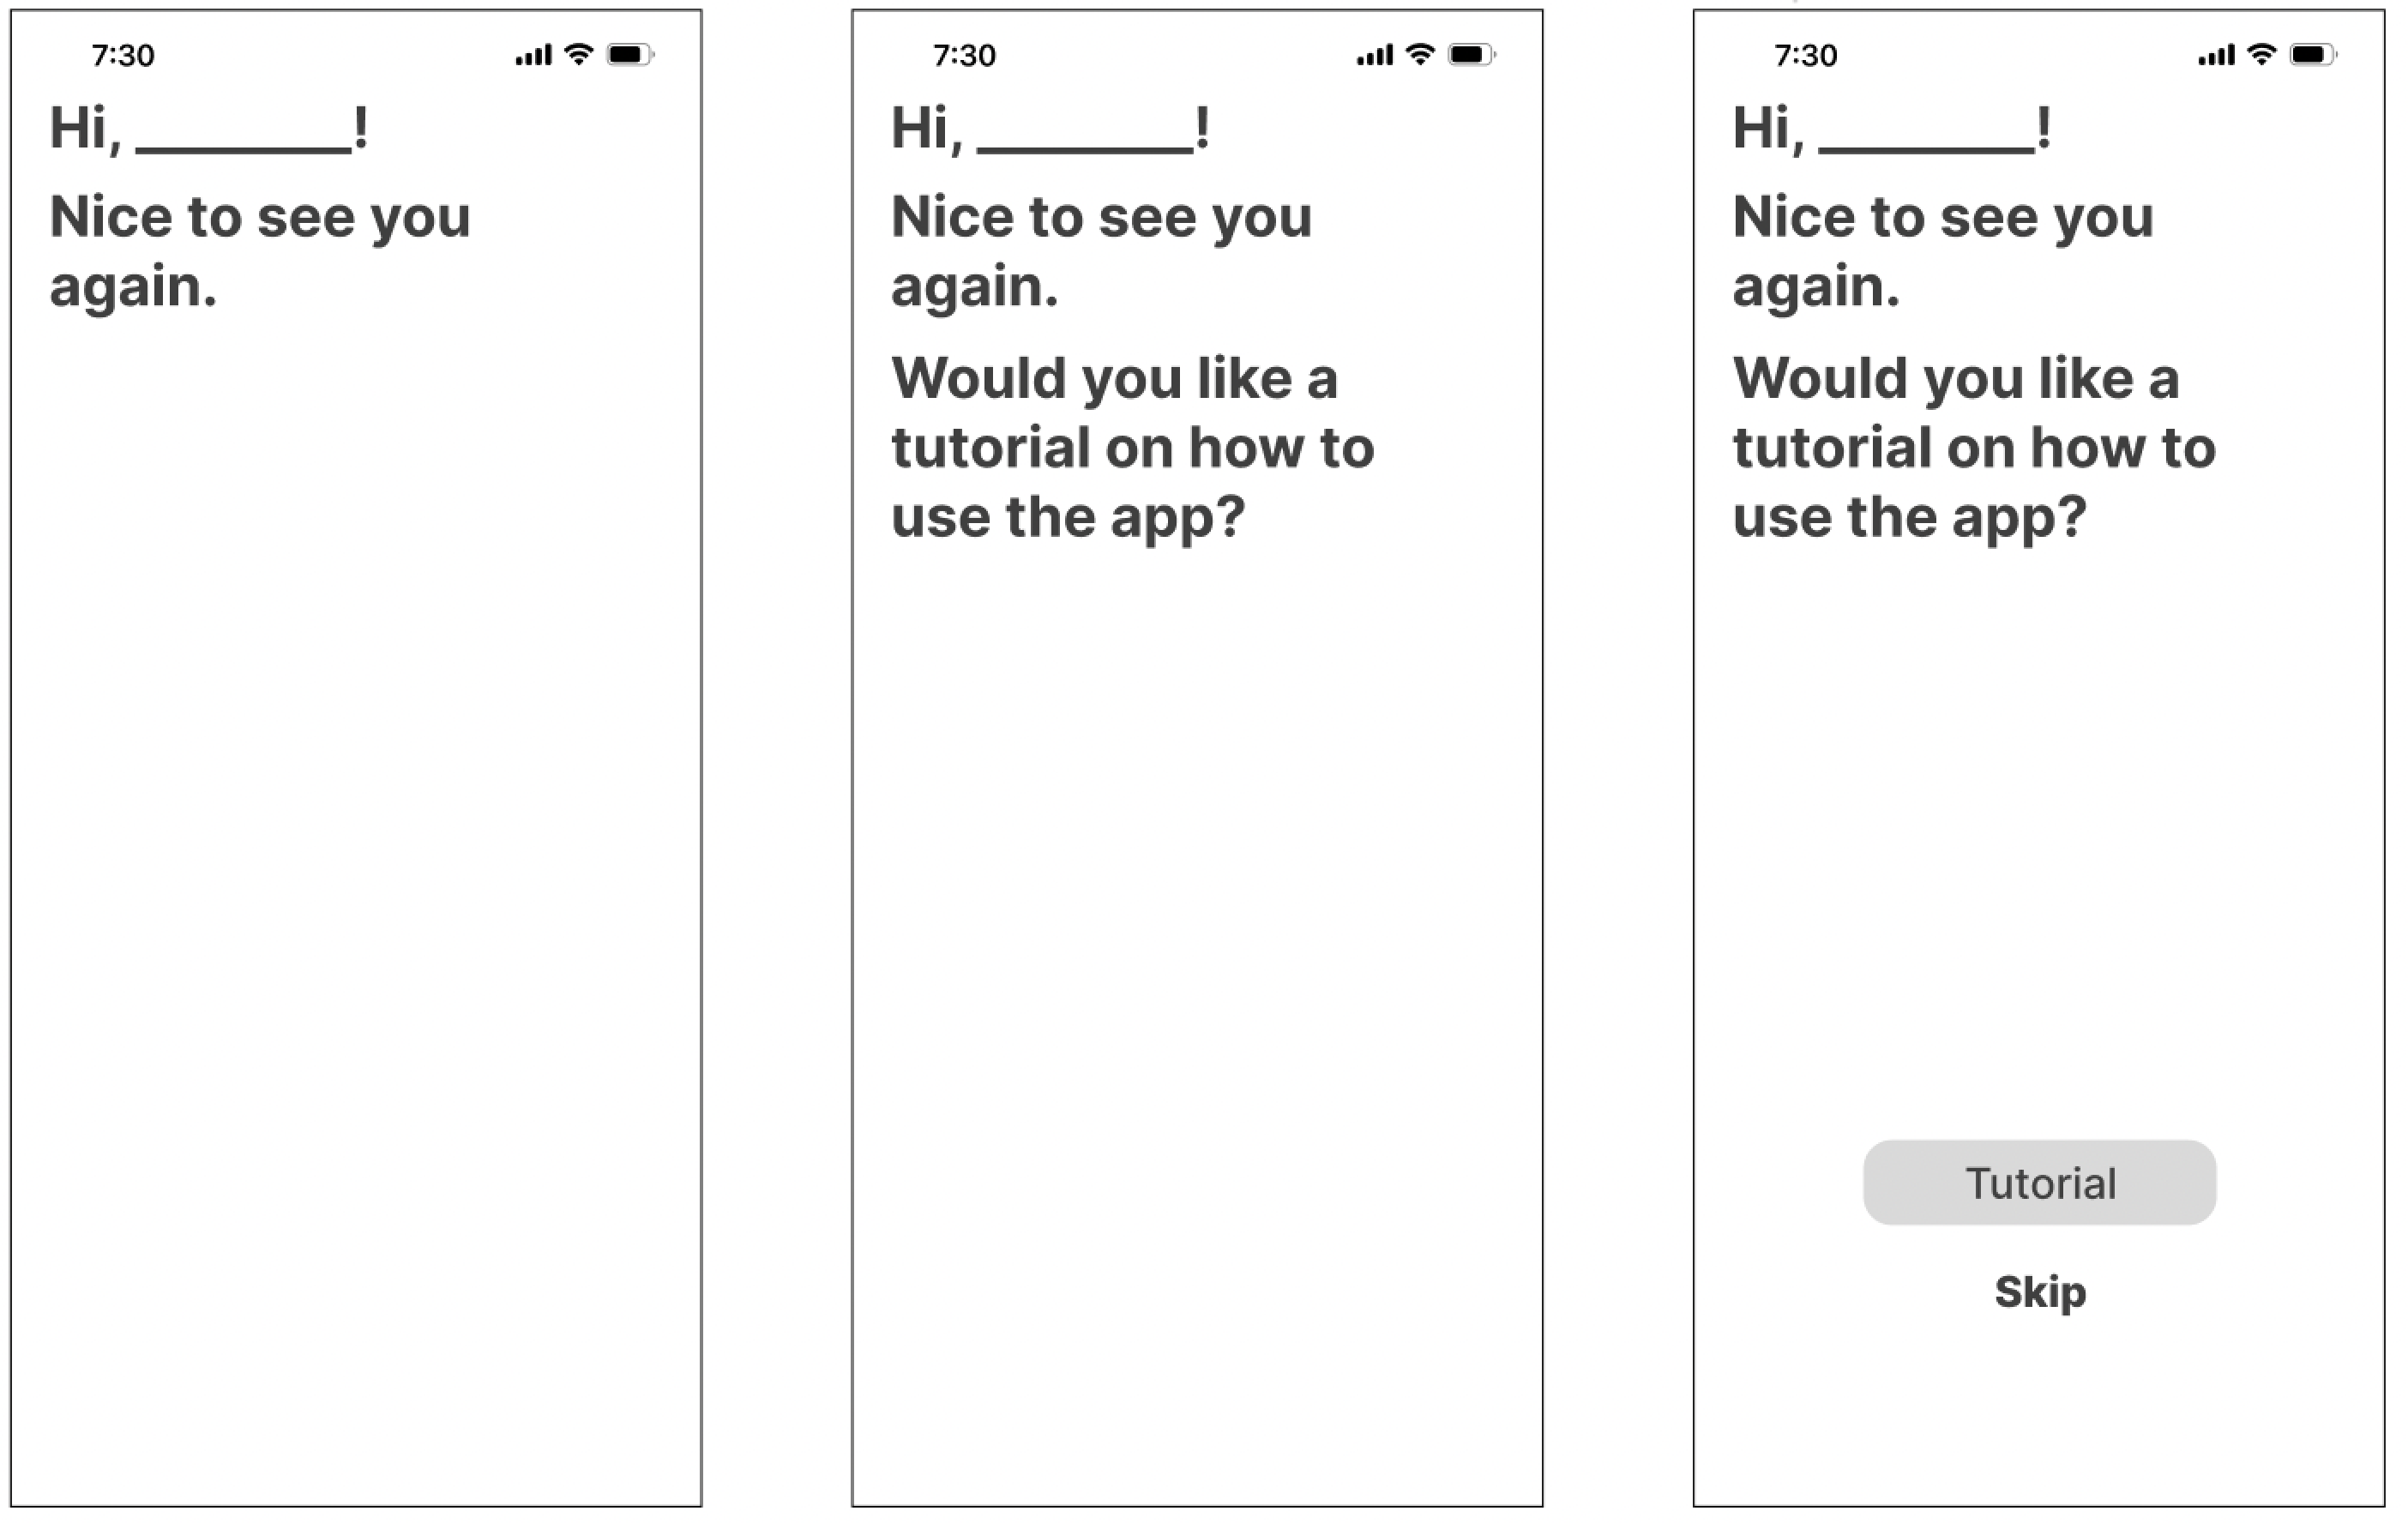 7:30
Hi, _______!
Nice to see you
again.
7:30
Hi, _______!
Nice to see you
again.
Would you like a
tutorial on how to
use the app?
7:30
Hi, _______!
Nice to see you
again.
Would you like a
tutorial on how to
use the app?
Tutorial
Skip